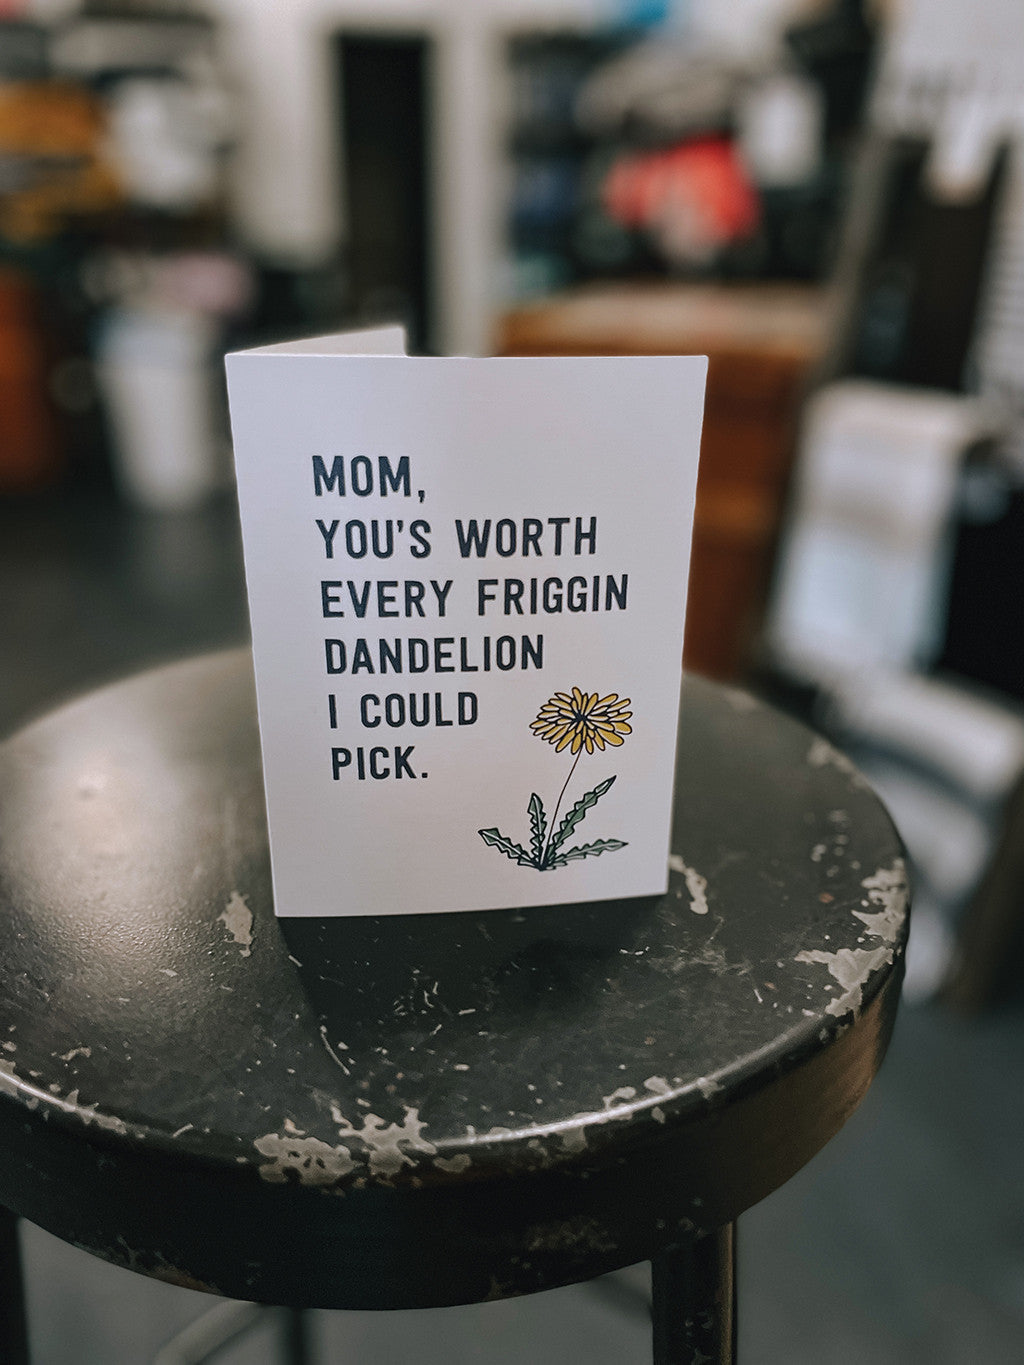 MOM,
YOU'S WORTH
EVERY FRIGGIN
DANDELION
I COULD
PICK.